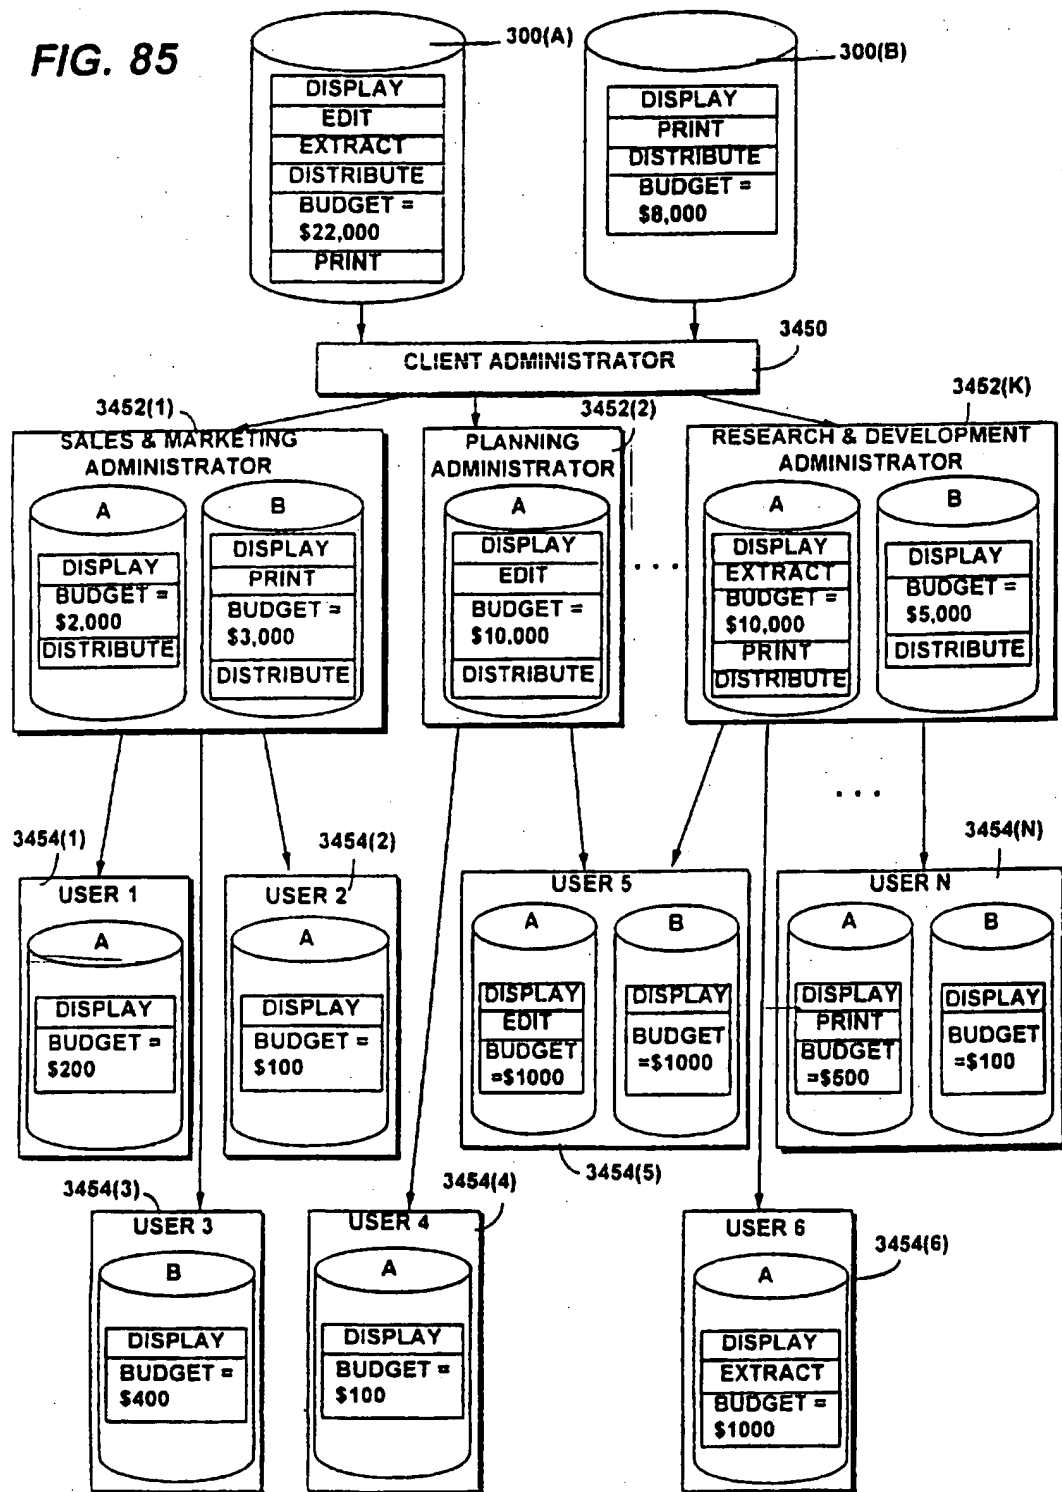 FIG. 85
300(A)
DISPLAY
EDIT
EXTRACT
DISTRIBUTE
BUDGET =
$22,000
PRINT
300(B)
DISPLAY
PRINT
DISTRIBUTE
BUDGET =
$8,000
CLIENT ADMINISTRATOR
3450
3452(1)
SALES & MARKETING
ADMINISTRATOR
A
DISPLAY
BUDGET =
$2,000
DISTRIBUTE
B
DISPLAY
PRINT
BUDGET =
$3,000
DISTRIBUTE
3452(2)
PLANNING
ADMINISTRATOR
A
DISPLAY
EDIT
BUDGET =
$10,000
DISTRIBUTE
. . .
3452(K)
RESEARCH & DEVELOPMENT
ADMINISTRATOR
A
DISPLAY
EXTRACT
BUDGET =
$10,000
PRINT
DISTRIBUTE
B
DISPLAY
BUDGET =
$5,000
DISTRIBUTE
. . .
3454(1)
USER 1
A
DISPLAY
BUDGET =
$200
3454(2)
USER 2
A
DISPLAY
BUDGET =
$100
USER 5
A
DISPLAY
EDIT
BUDGET
=$1000
B
DISPLAY
BUDGET
=$1000
3454(5)
3454(N)
USER N
A
DISPLAY
PRINT
BUDGET
=$500
B
DISPLAY
BUDGET
=$100
3454(3)
USER 3
B
DISPLAY
BUDGET =
$400
3454(4)
USER 4
A
DISPLAY
BUDGET =
$100
USER 6
3454(6)
A
DISPLAY
EXTRACT
BUDGET =
$1000